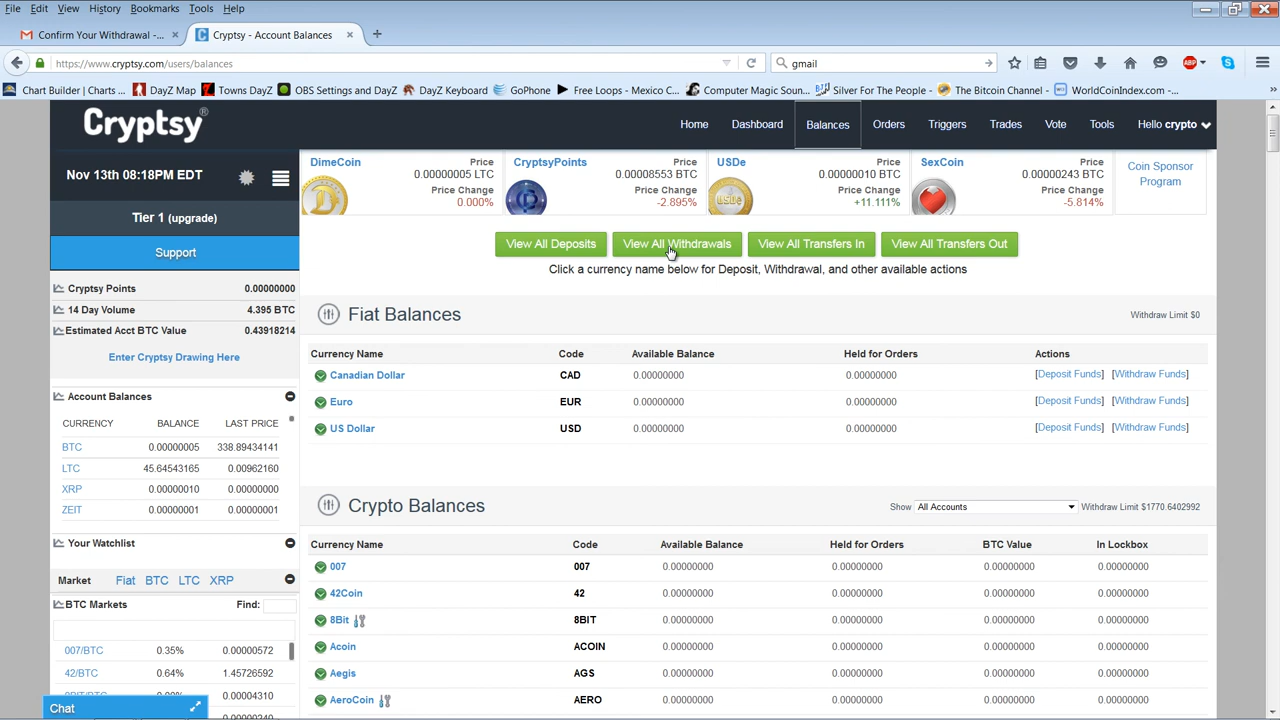 File Edit View History Bookmarks Tools Help
Confirm Your Withdrawal -... × Cryptsy - Account Balances × +
https://www.cryptsy.com/users/balances gmail
Chart Builder | Charts ... DayZ Map Towns DayZ OBS Settings and DayZ DayZ Keyboard GoPhone Free Loops - Mexico C... Computer Magic Soun... Silver For The People - The Bitcoin Channel - WorldCoinIndex.com -... »
Cryptsy®
Home Dashboard Balances Orders Triggers Trades Vote Tools Hello crypto
Nov 13th 08:18PM EDT
Tier 1 (upgrade)
Support
Cryptsy Points 0.00000000
14 Day Volume 4.395 BTC
Estimated Acct BTC Value 0.43918214
Enter Cryptsy Drawing Here
Account Balances
CURRENCY BALANCE LAST PRICE
BTC 0.00000005 338.89434141
LTC 45.64543165 0.00962160
XRP 0.00000010 0.00000000
ZEIT 0.00000001 0.00000001
Your Watchlist
Market Fiat BTC LTC XRP
BTC Markets Find:
007/BTC 0.35% 0.00000572
42/BTC 0.64% 1.45726592
0.00004310
Chat
DimeCoin Price
0.00000005 LTC
Price Change
0.000%
CryptsyPoints Price
0.00008553 BTC
Price Change
-2.895%
USDe Price
0.00000010 BTC
Price Change
+11.111%
SexCoin Price
0.00000243 BTC
Price Change
-5.814%
Coin Sponsor
Program
View All Deposits View All Withdrawals View All Transfers In View All Transfers Out
Click a currency name below for Deposit, Withdrawal, and other available actions
Fiat Balances Withdraw Limit $0
Currency Name Code Available Balance Held for Orders Actions
Canadian Dollar CAD 0.00000000 0.00000000 [Deposit Funds] [Withdraw Funds]
Euro EUR 0.00000000 0.00000000 [Deposit Funds] [Withdraw Funds]
US Dollar USD 0.00000000 0.00000000 [Deposit Funds] [Withdraw Funds]
Crypto Balances Show All Accounts Withdraw Limit $1770.6402992
Currency Name Code Available Balance Held for Orders BTC Value In Lockbox
007 007 0.00000000 0.00000000 0.00000000 0.00000000
42Coin 42 0.00000000 0.00000000 0.00000000 0.00000000
8Bit 8BIT 0.00000000 0.00000000 0.00000000 0.00000000
Acoin ACOIN 0.00000000 0.00000000 0.00000000 0.00000000
Aegis AGS 0.00000000 0.00000000 0.00000000 0.00000000
AeroCoin AERO 0.00000000 0.00000000 0.00000000 0.00000000